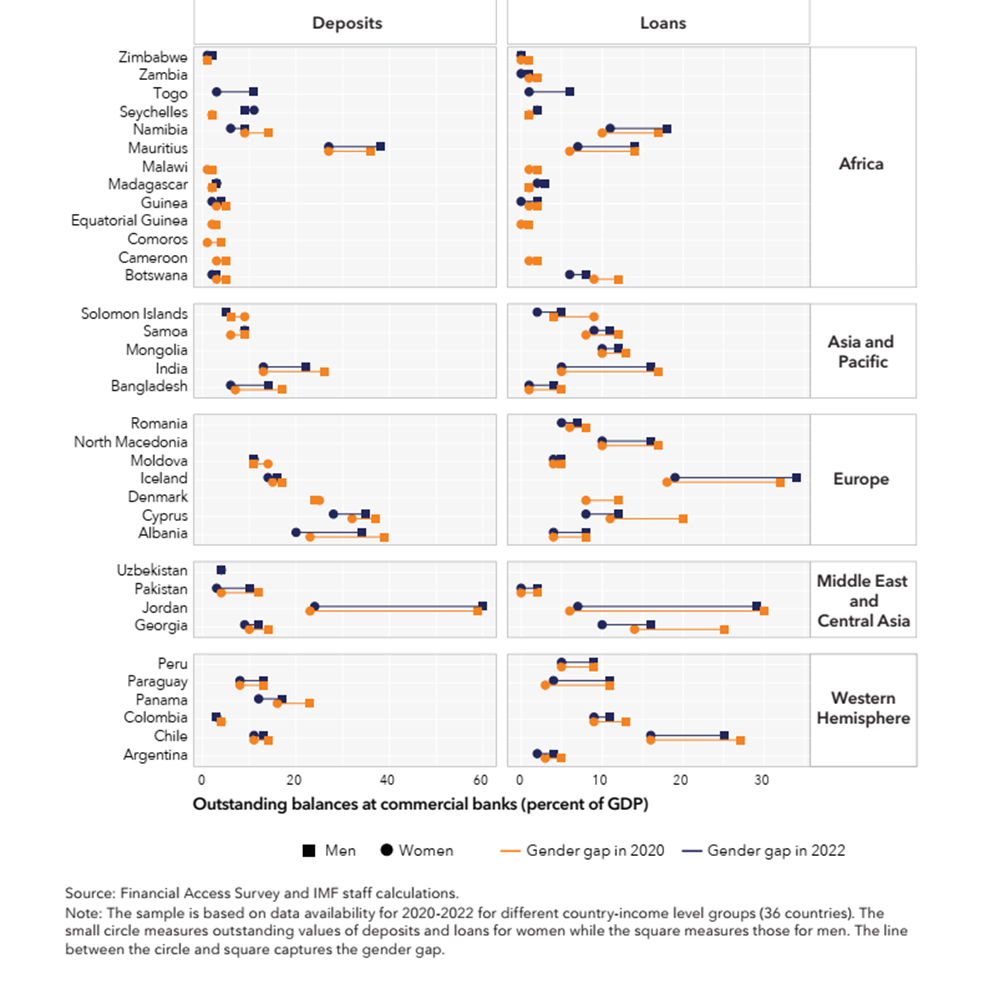 Deposits
Loans
Zimbabwe
Zambia
Togo
Seychelles
Namibia
Mauritius
Malawi
Madagascar
Guinea
Equatorial Guinea
Comoros
Cameroon
Botswana
Africa
Solomon Islands
Samoa
Mongolia
India
Bangladesh
Asia and
Pacific
Romania
North Macedonia
Moldova
Iceland
Denmark
Cyprus
Albania
Europe
Uzbekistan
Pakistan
Jordan
Georgia
Middle East
and
Central Asia
Peru
Paraguay
Panama
Colombia
Chile
Argentina
Western
Hemisphere
0 20 40 60 0 10 20 30
Outstanding balances at commercial banks (percent of GDP)
Men Women Gender gap in 2020 Gender gap in 2022
Source: Financial Access Survey and IMF staff calculations.
Note: The sample is based on data availability for 2020-2022 for different country-income level groups (36 countries). The
small circle measures outstanding values of deposits and loans for women while the square measures those for men. The line
between the circle and square captures the gender gap.